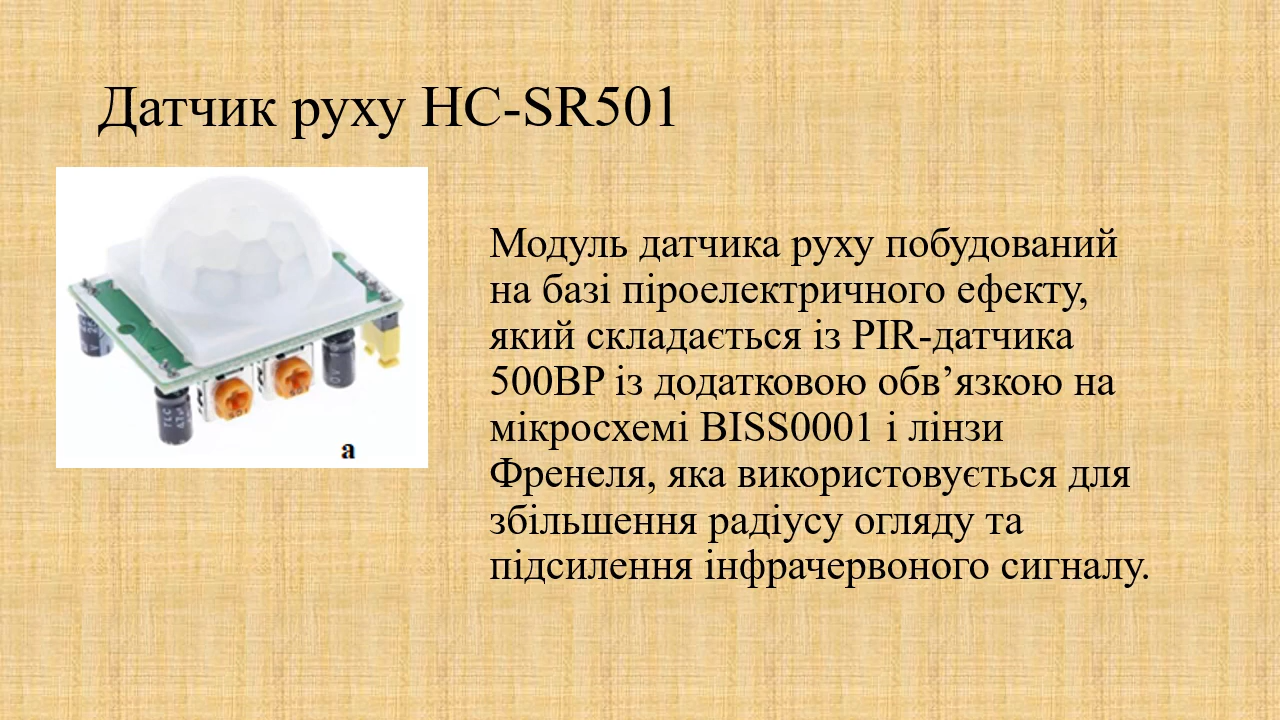 Датчик руху HC-SR501
Модуль датчика руху побудований
на базі піроелектричного ефекту,
який складається із PIR-датчика
500BP із додатковою обв’язкою на
мікросхемі BISS0001 і лінзи
Френеля, яка використовується для
збільшення радіусу огляду та
підсилення інфрачервоного сигналу.
а